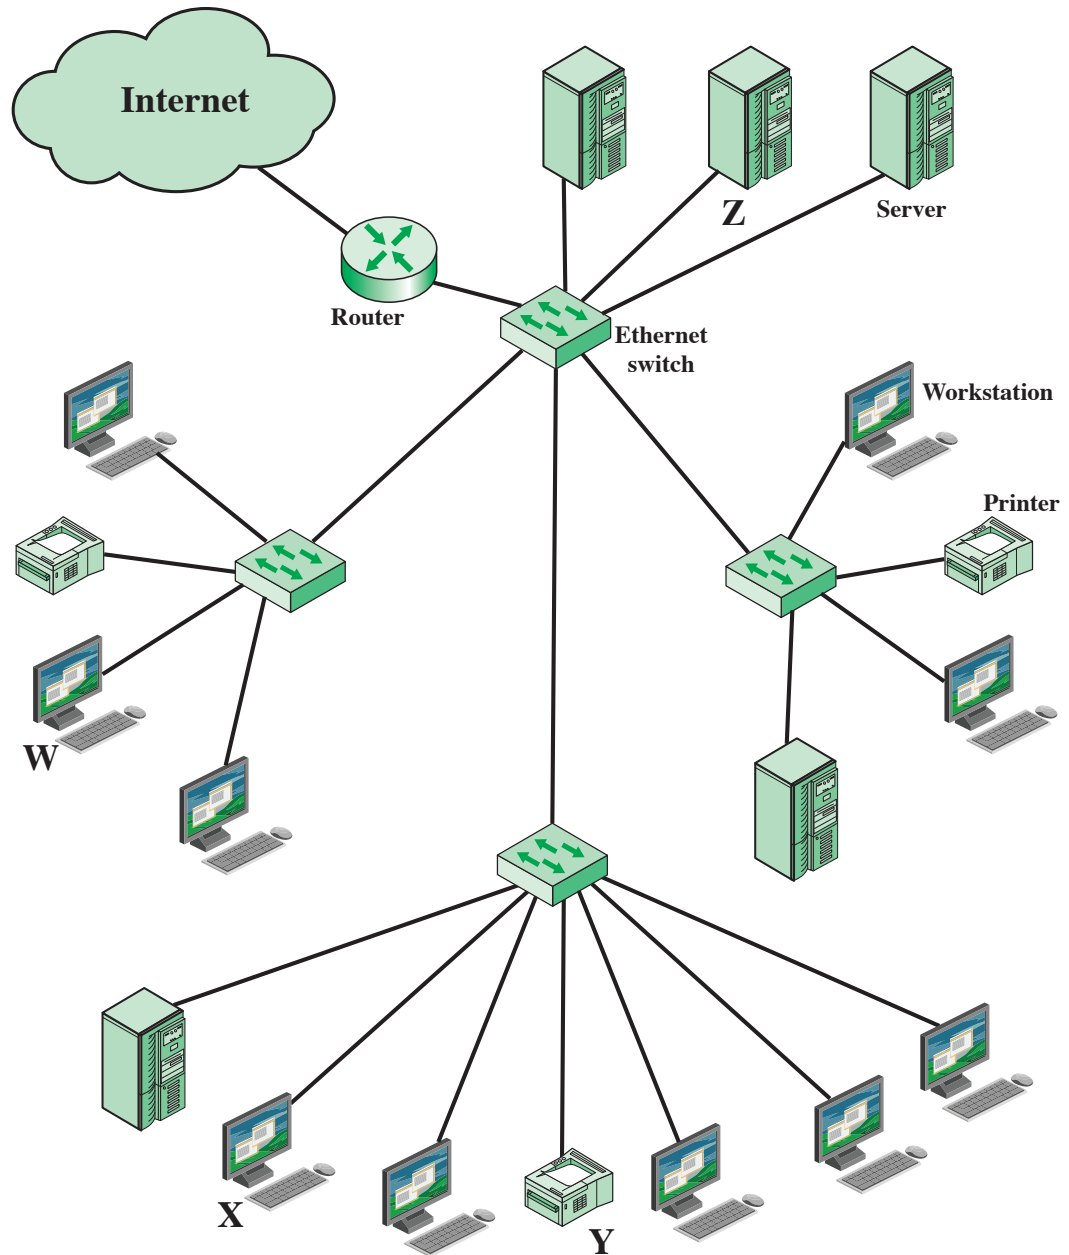 Internet
Z
Server
Router
Ethernet
switch
Workstation
Printer
W
X
Y